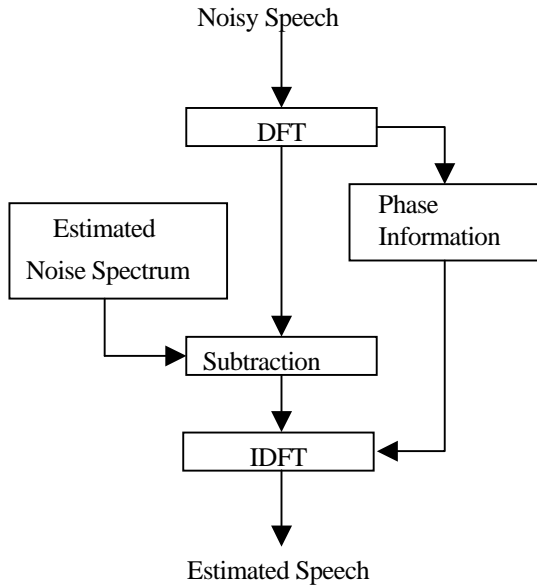 Noisy Speech
DFT
Phase
Information
Estimated
Noise Spectrum
Subtraction
IDFT
Estimated Speech